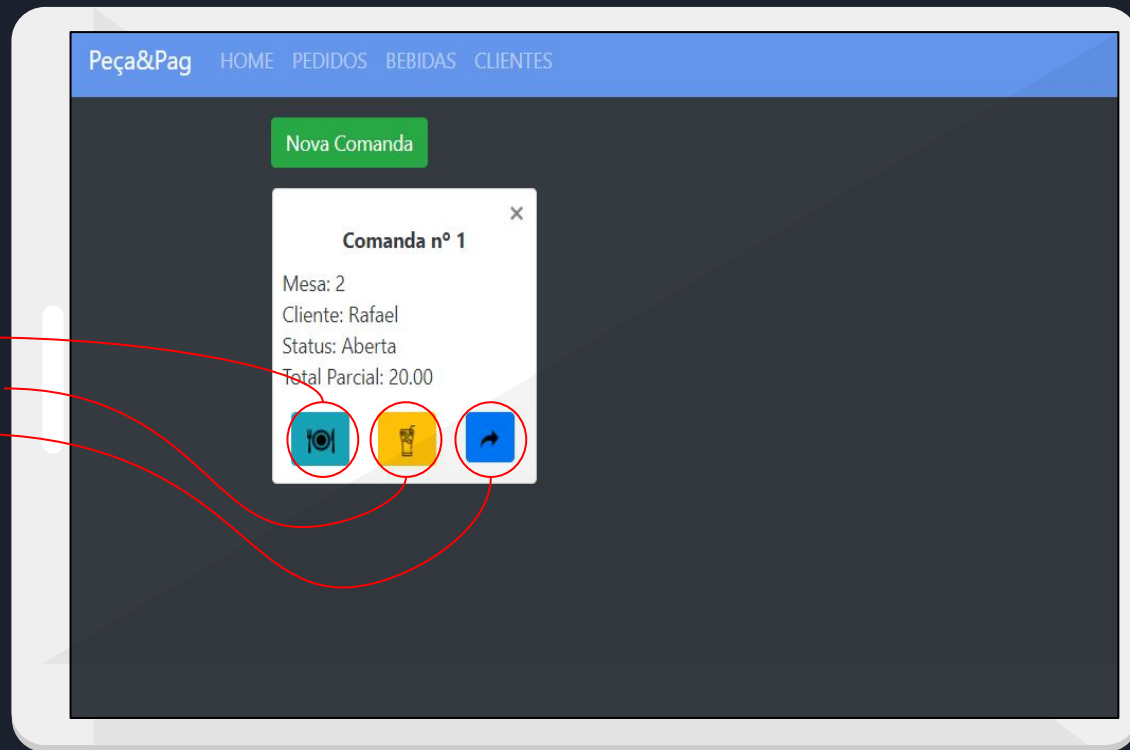 Peça&Pag HOME PEDIDOS BEBIDAS CLIENTES
Nova Comanda
×
Comanda nº 1
Mesa: 2
Cliente: Rafael
Status: Aberta
Total Parcial: 20.00